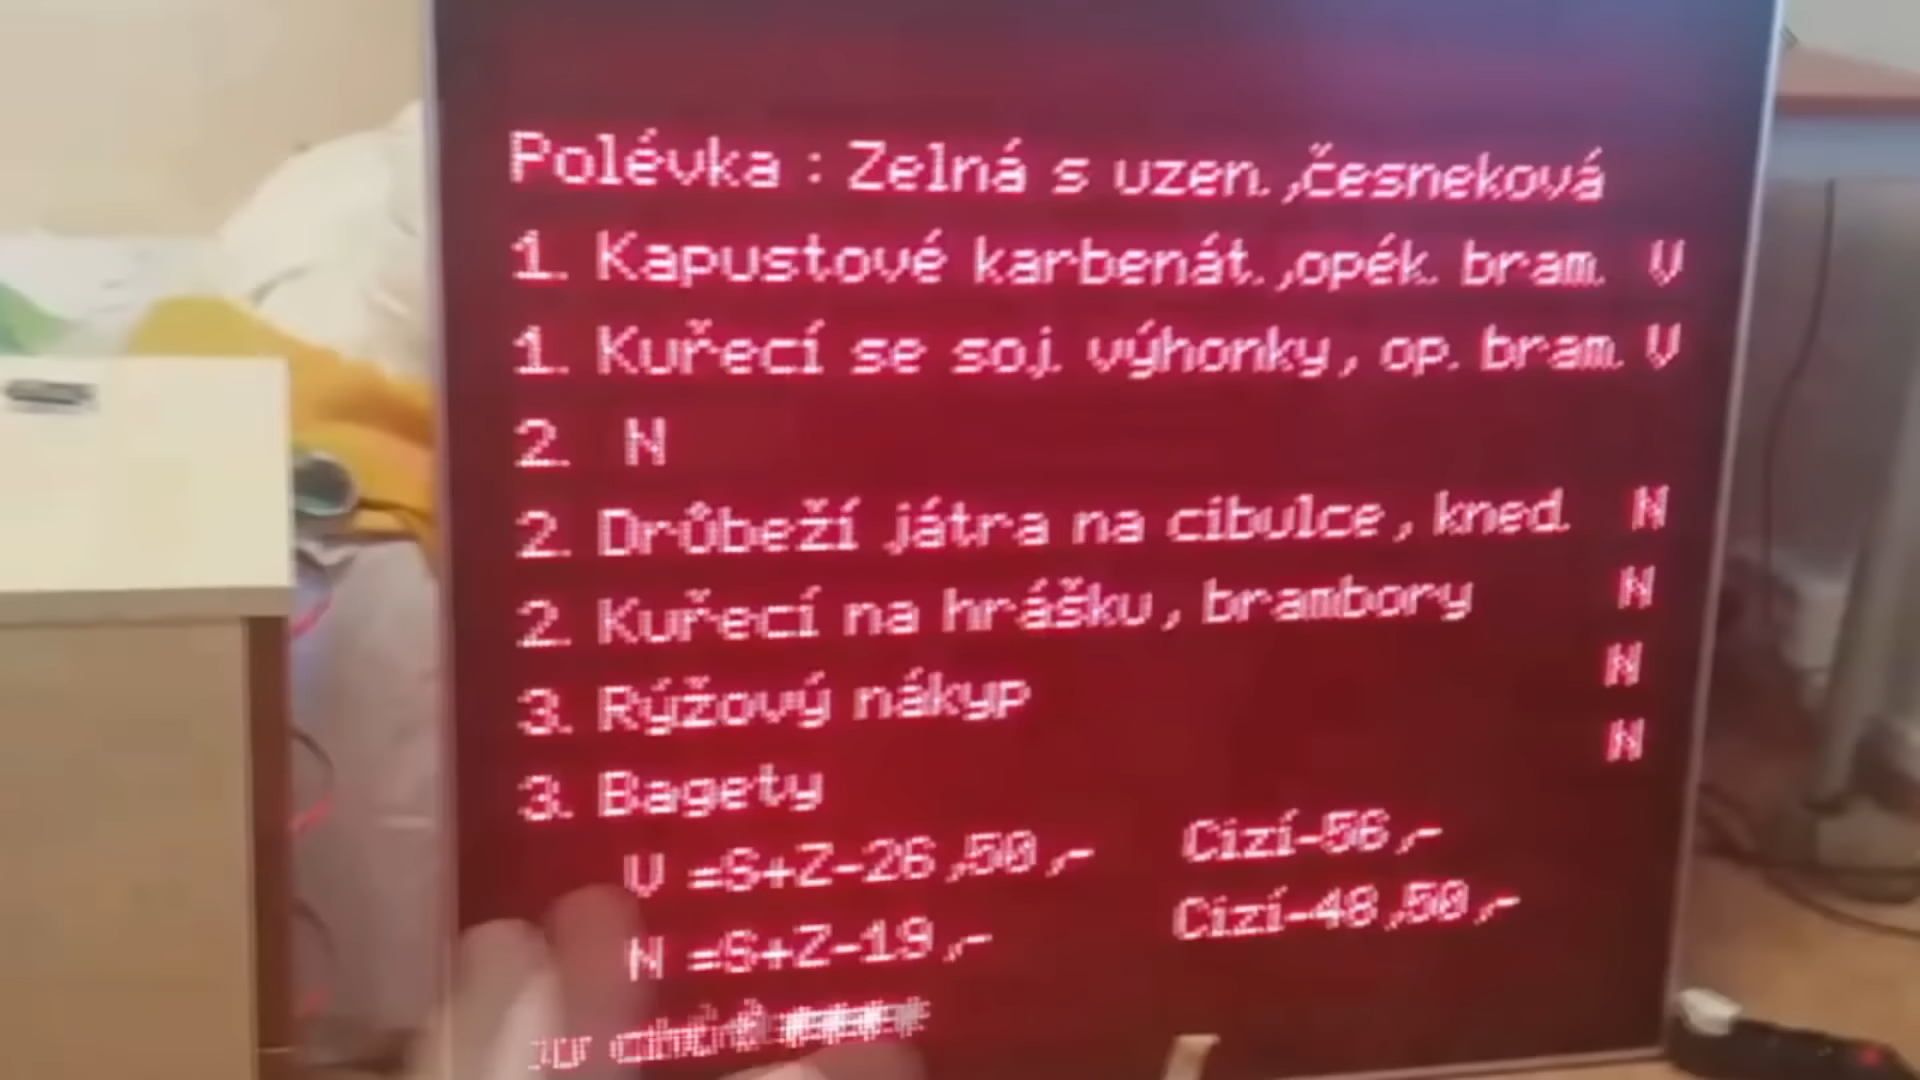 Polévka : Zelná s uzen.,česneková
1. Kapustové karbenát.,opék. bram. V
1. Kuřecí se soj. výhonky, op. bram. V
2. N
2. Drůbeží játra na cibulce, kned. N
2. Kuřecí na hrášku, brambory N
3. Rýžový nákyp N
3. Bagety N
V =S+Z-26,50,- Cizí-56,-
N =S+Z-19,- Cizí-48,50,-